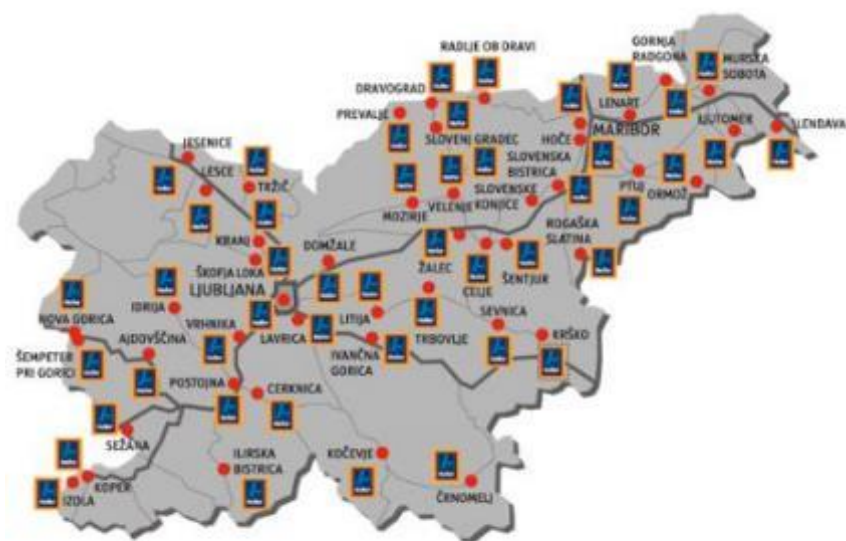 RADLJE OB DRAVI
GORNJA
RADGONA
MURSKA
SOBOTA
DRAVOGRAD
PREVALJE
LENART
MARIBOR
LJUTOMER
LENDAVA
SLOVENJ GRADEC
HOČE
JESENICE
LESCE
TRŽIČ
SLOVENSKA
BISTRICA
SLOVENSKE
KONJICE
PTUJ
ORMOŽ
MOZIRJE
VELENJE
ROGAŠKA
SLATINA
KRANJ
DOMŽALE
ŠKOFJA LOKA
ŽALEC
CELJE
ŠENTJUR
LJUBLJANA
IDRIJA
NOVA GORICA
VRHNIKA
LAVRICA
LITIJA
TRBOVLJE
SEVNICA
KRŠKO
AJDOVŠČINA
ŠEMPETER
PRI GORICI
IVANČNA
GORICA
POSTOJNA
CERKNICA
SEŽANA
ILIRSKA
BISTRICA
KOČEVJE
ČRNOMELJ
KOPER
IZOLA